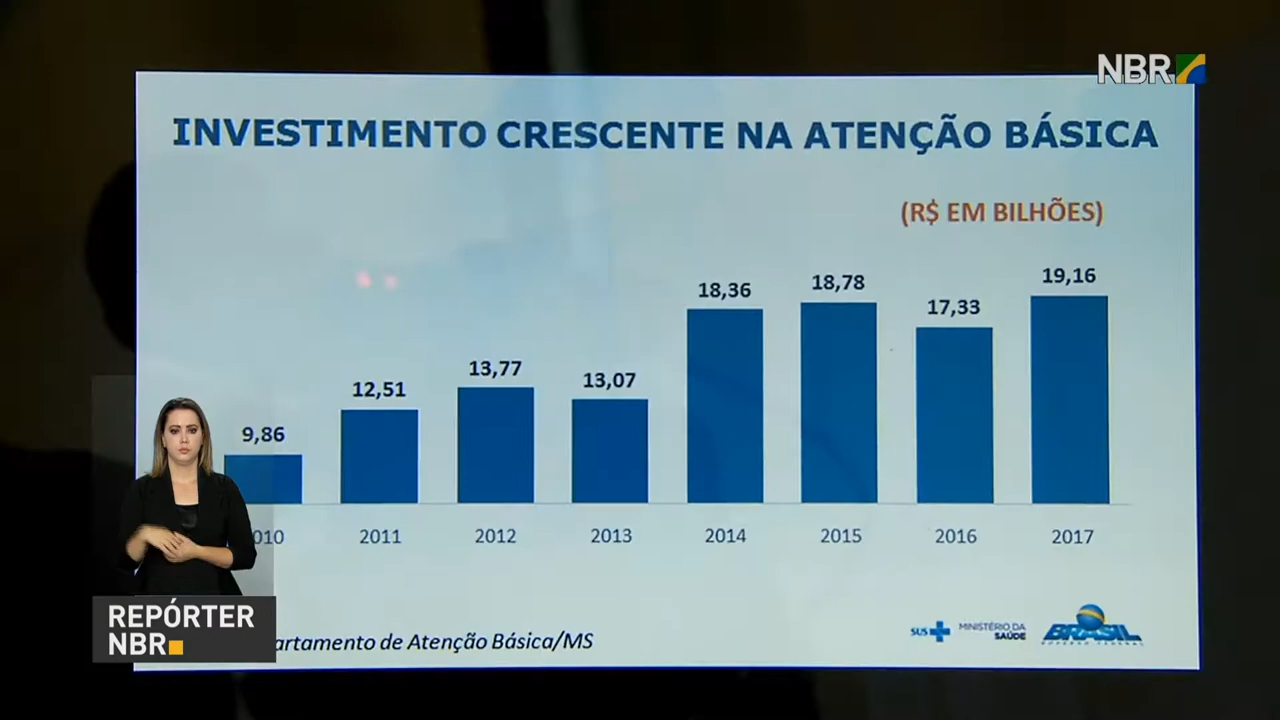 NBR
INVESTIMENTO CRESCENTE NA ATENÇÃO BÁSICA
(R$ EM BILHÕES)
9,86
12,51
13,77
13,07
18,36
18,78
17,33
19,16
2011
2012
2013
2014
2015
2016
2017
de Atenção Básica/MS
SUS
MINISTÉRIO DA
SAÚDE
BRASIL
GOVERNO FEDERAL
REPÓRTER
NBR